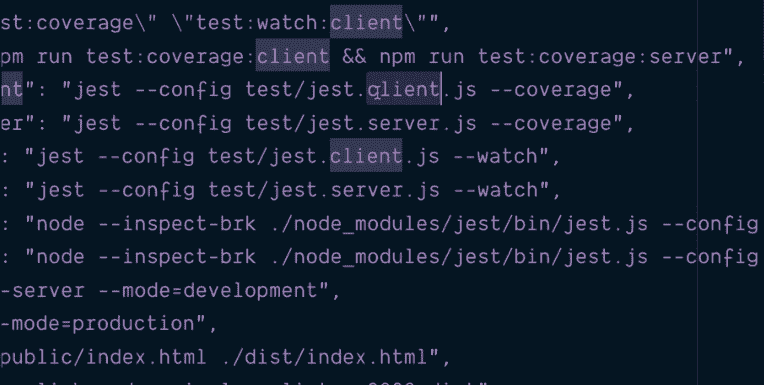 st:coverage\" \"test:watch:client\"",
pm run test:coverage:client && npm run test:coverage:server",
nt": "jest --config test/jest.qlient.js --coverage",
er": "jest --config test/jest.server.js --coverage",
: "jest --config test/jest.client.js --watch",
: "jest --config test/jest.server.js --watch",
: "node --inspect-brk ./node_modules/jest/bin/jest.js --config
: "node --inspect-brk ./node_modules/jest/bin/jest.js --config
-server --mode=development",
-mode=production",
public/index.html ./dist/index.html",